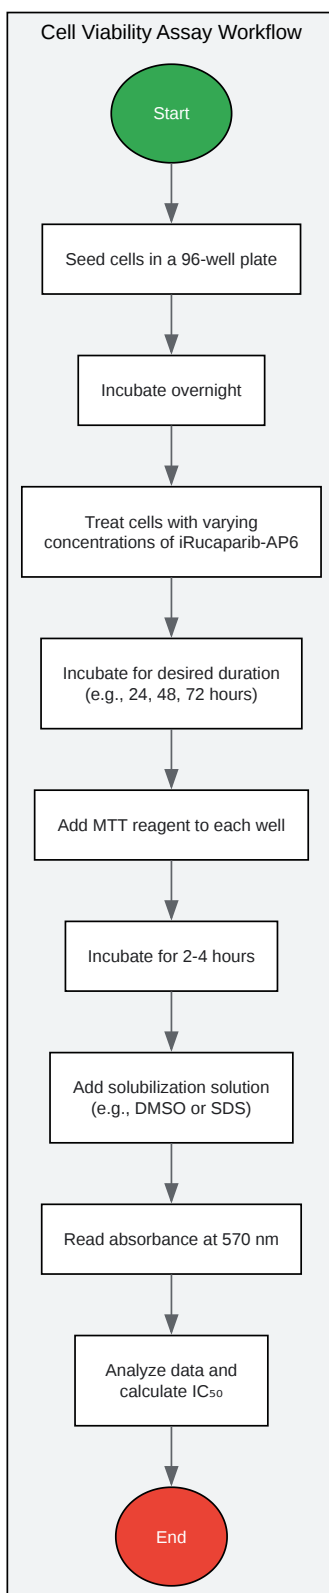 Cell Viability Assay Workflow
Start
Seed cells in a 96-well plate
Incubate overnight
Treat cells with varying
concentrations of iRucaparib-AP6
Incubate for desired duration
(e.g., 24, 48, 72 hours)
Add MTT reagent to each well
Incubate for 2-4 hours
Add solubilization solution
(e.g., DMSO or SDS)
Read absorbance at 570 nm
Analyze data and
calculate IC₅₀
End